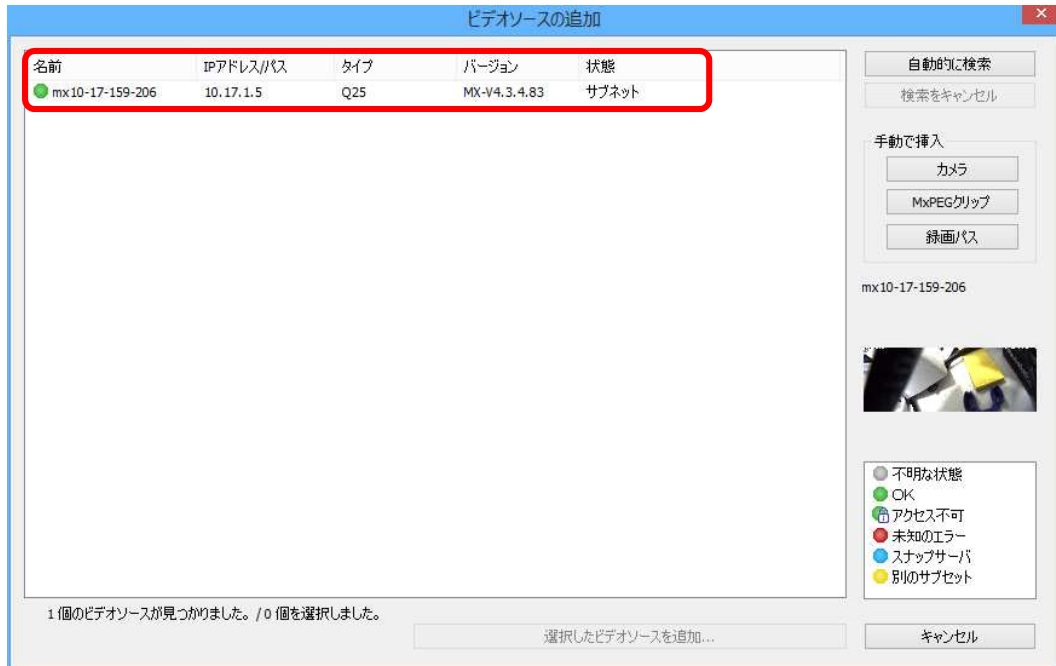 ビデオソースの追加
名前 IPアドレス/パス タイプ バージョン 状態
mx10-17-159-206 10.17.1.5 Q25 MX-V4.3.4.83 サブネット
自動的に検索
検索をキャンセル
手動で挿入
カメラ
MxPEGクリップ
録画パス
mx10-17-159-206
不明な状態
OK
アクセス不可
未知のエラー
スナップサーバ
別のサブセット
1 個のビデオソースが見つかりました。/ 0 個を選択しました。
選択したビデオソースを追加...
キャンセル